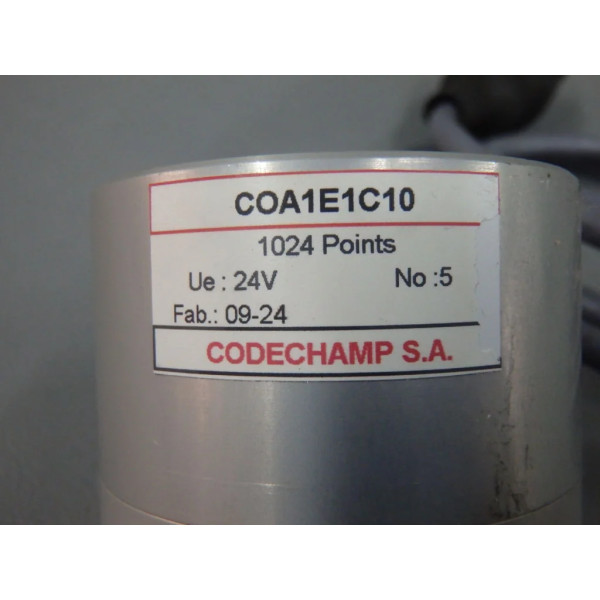 COA1E1C10
1024 Points
Ue : 24V No :5
Fab.: 09-24
CODECHAMP S.A.